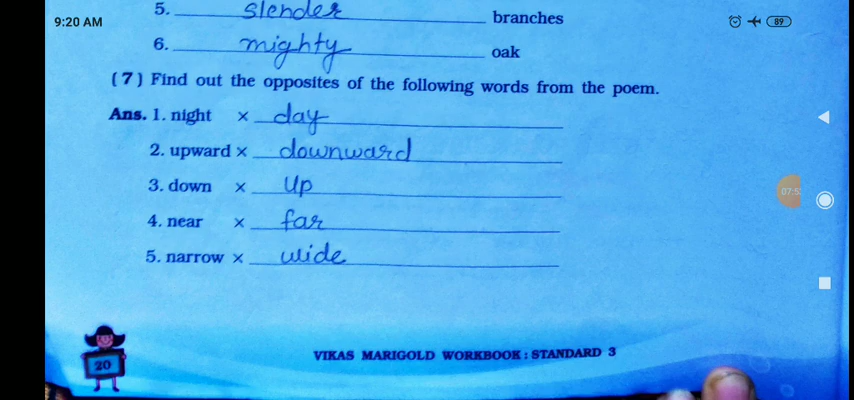 9:20 AM
89
5. slender branches
6. mighty oak
(7) Find out the opposites of the following words from the poem.
Ans. 1. night × day
2. upward × downward
3. down × up
4. near × far
5. narrow × wide
20
VIKAS MARIGOLD WORKBOOK : STANDARD 3